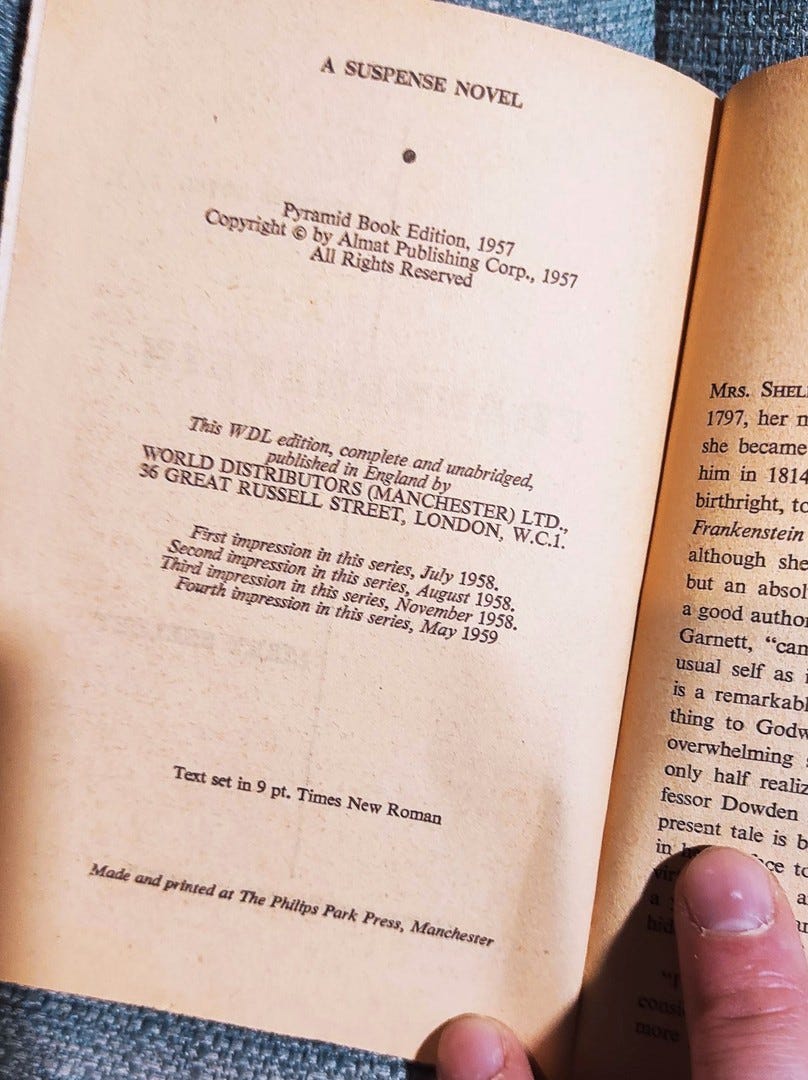 A SUSPENSE NOVEL
Pyramid Book Edition, 1957
Copyright © by Almat Publishing Corp., 1957
All Rights Reserved
This WDL edition, complete and unabridged,
published in England by
WORLD DISTRIBUTORS (MANCHESTER) LTD.,
36 GREAT RUSSELL STREET, LONDON, W.C.1.
First impression in this series, July 1958.
Second impression in this series, August 1958.
Third impression in this series, November 1958.
Fourth impression in this series, May 1959
Text set in 9 pt. Times New Roman
Made and printed at The Philips Park Press, Manchester
MRS. SHEL
1797, her m
she became
him in 1814
birthright, to
Frankenstein
although she
but an absol
a good autho
Garnett, "can
usual self as
is a remarkabl
thing to Godw
overwhelming
only half realiz
fessor Dowden
present tale is b
in
a
hid
consi
more